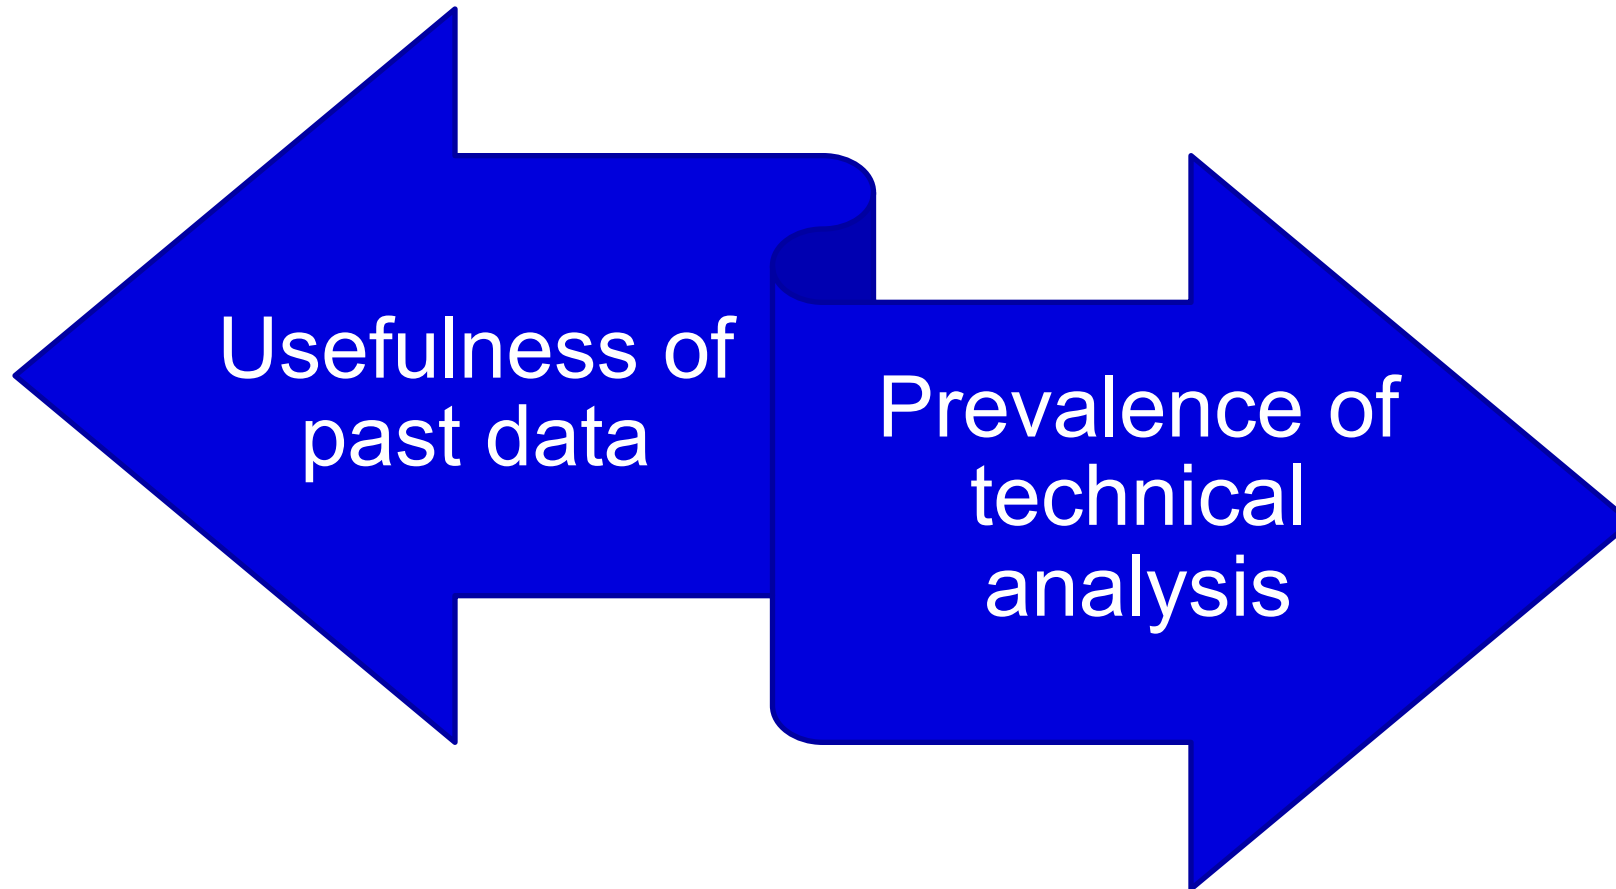 Usefulness of
past data
Prevalence of
technical
analysis